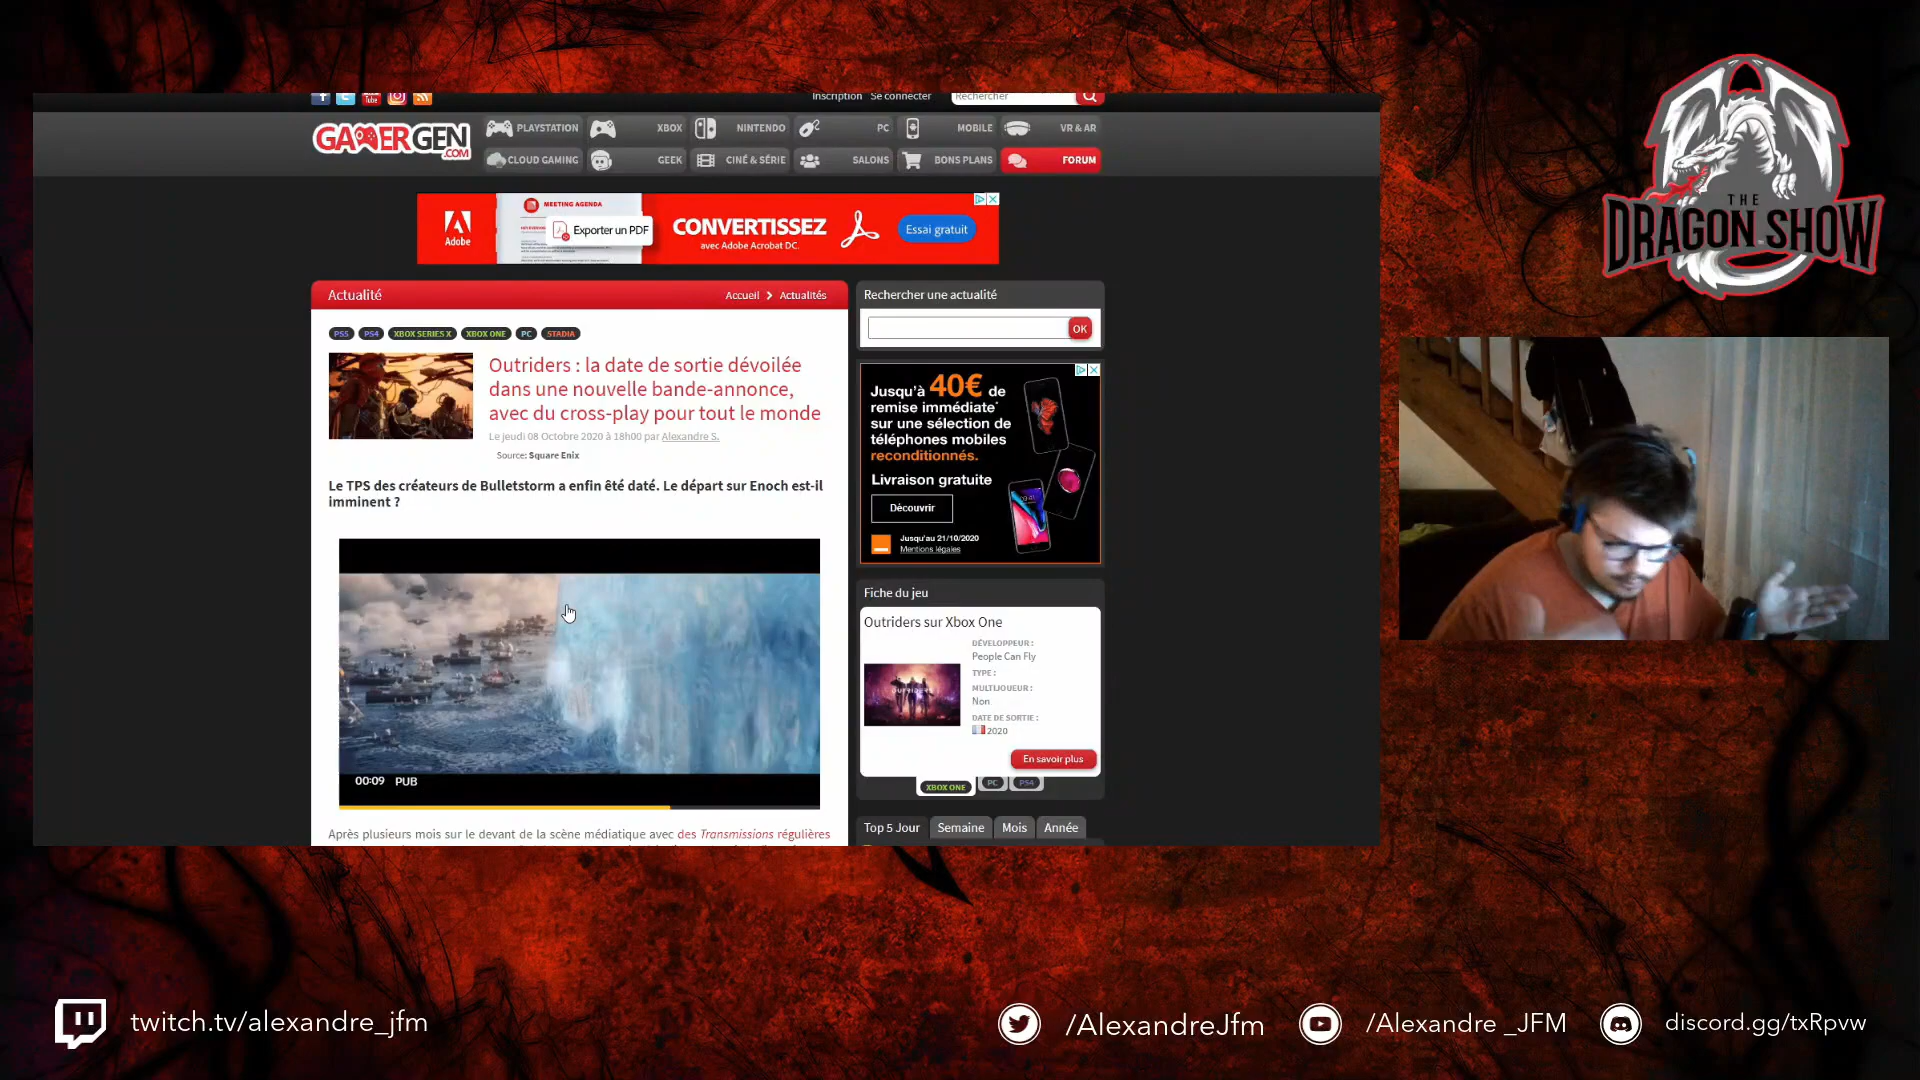 Inscription Se connecter Rechercher
GAMERGEN .COM
PLAYSTATION XBOX NINTENDO PC MOBILE VR & AR
CLOUD GAMING GEEK CINÉ & SÉRIE SALONS BONS PLANS FORUM
MEETING AGENDA
Adobe
Exporter un PDF
CONVERTISSEZ
avec Adobe Acrobat DC.
Essai gratuit
Actualité
Accueil Actualités
PS5 PS4 XBOX SERIES X XBOX ONE PC STADIA
Outriders : la date de sortie dévoilée
dans une nouvelle bande-annonce,
avec du cross-play pour tout le monde
Le jeudi 08 Octobre 2020 à 18h00 par Alexandre S.
Source: Square Enix
Le TPS des créateurs de Bulletstorm a enfin été daté. Le départ sur Enoch est-il
imminent ?
00:09 PUB
Après plusieurs mois sur le devant de la scène médiatique avec des Transmissions régulières
Rechercher une actualité
OK
Jusqu'à 40€ de
remise immédiate*
sur une sélection de
téléphones mobiles
reconditionnés.
Livraison gratuite
Découvrir
Jusqu'au 21/10/2020
Mentions légales
Fiche du jeu
Outriders sur Xbox One
DÉVELOPPEUR :
People Can Fly
TYPE :
MULTIJOUEUR :
Non
DATE DE SORTIE :
2020
OUTRIDERS
En savoir plus
XBOX ONE PC PS4
Top 5 Jour Semaine Mois Année
THE
DRAGON SHOW
twitch.tv/alexandre_jfm
/AlexandreJfm
/Alexandre _JFM
discord.gg/txRpvw